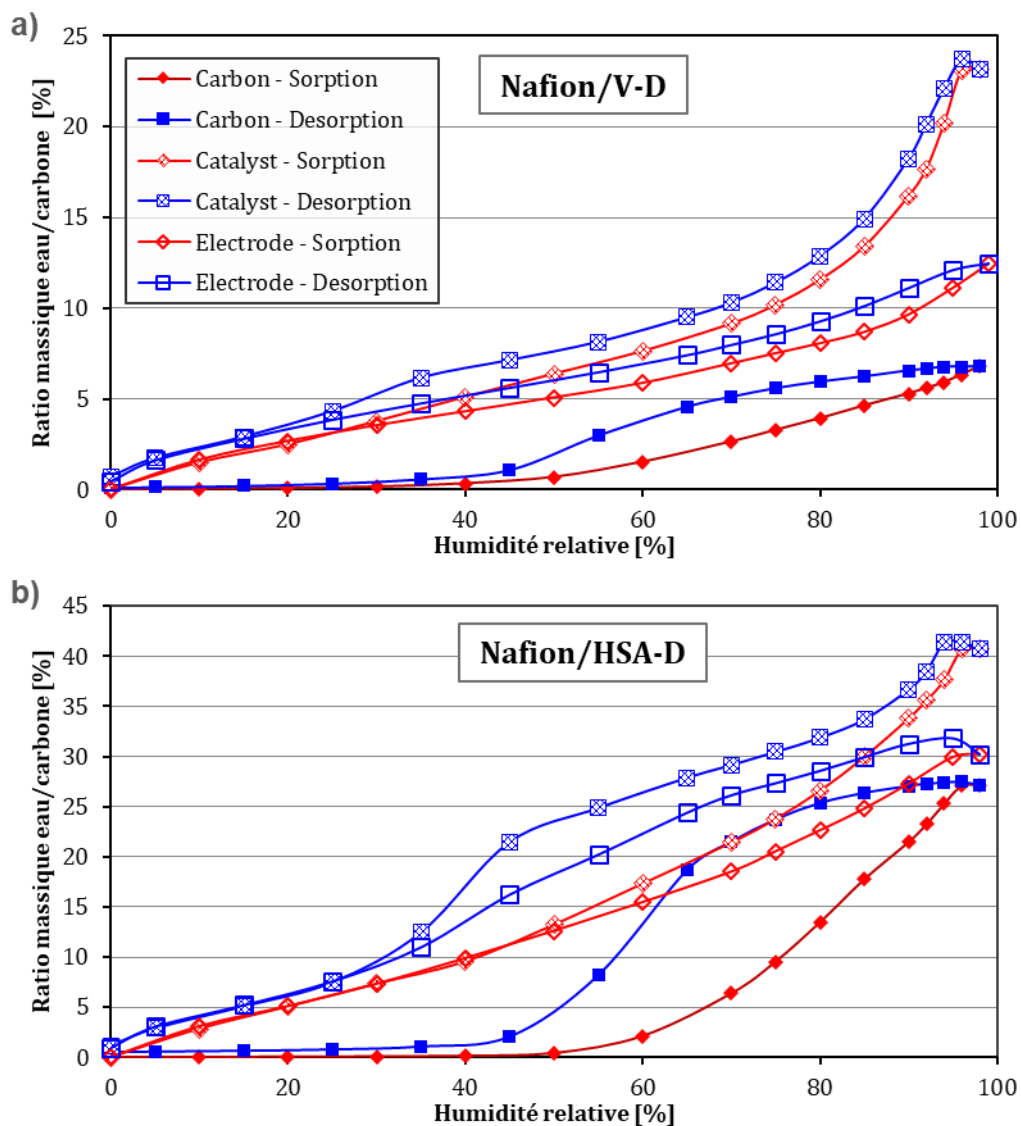 a)
Ratio massique eau/carbone [%]
25
20
15
10
5
0
Carbon - Sorption
Carbon - Desorption
Catalyst - Sorption
Catalyst - Desorption
Electrode - Sorption
Electrode - Desorption
Nafion/V-D
0 20 40 60 80 100
Humidité relative [%]
b)
Ratio massique eau/carbone [%]
45
40
35
30
25
20
15
10
5
0
Nafion/HSA-D
0 20 40 60 80 100
Humidité relative [%]